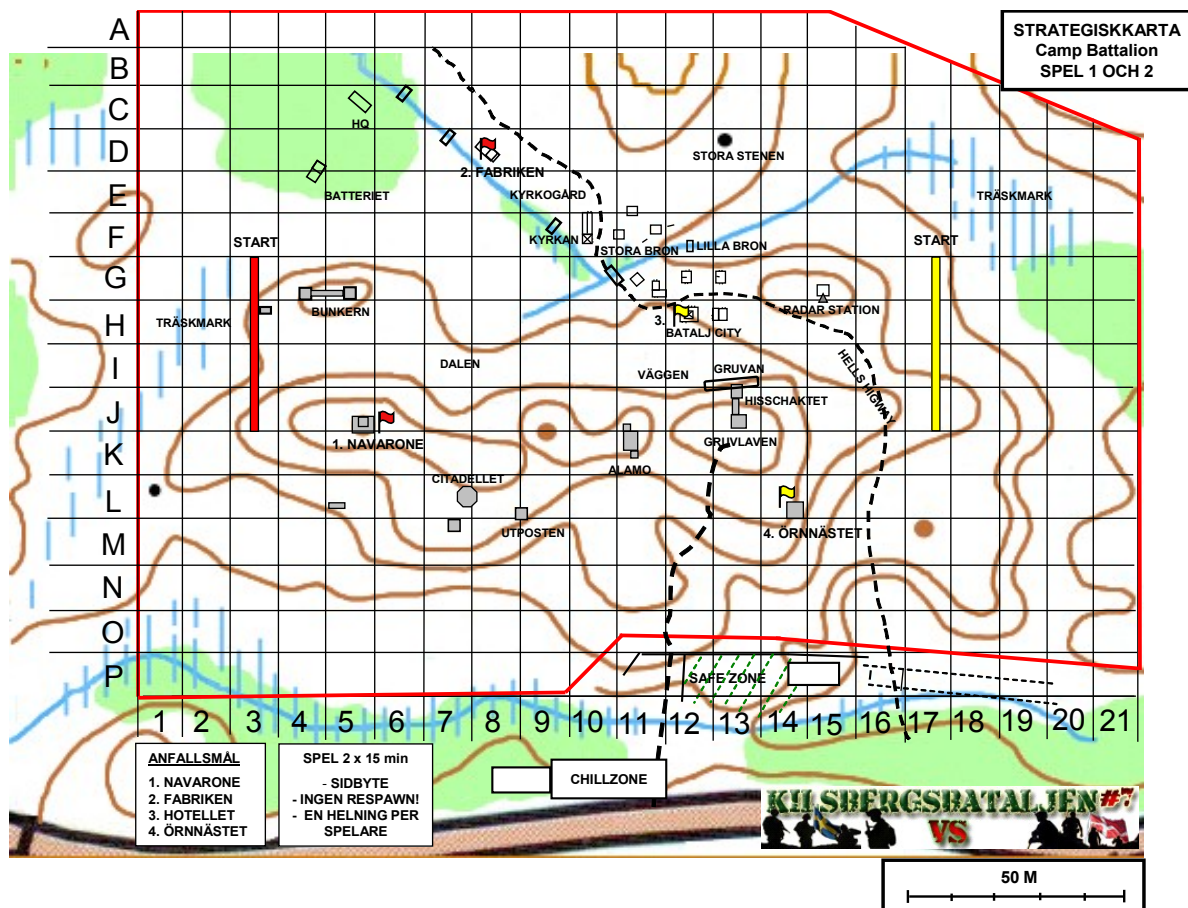 STRATEGISKKARTA
Camp Battalion
SPEL 1 OCH 2
A
B
C
HQ
D
STORA STENEN
2. FABRIKEN
E
BATTERIET
KYRKOGÅRD
TRÄSKMARK
F
START
KYRKAN
STORA BRON
LILLA BRON
START
G
BUNKERN
RADAR STATION
H
TRÄSKMARK
3.
BATALJ CITY
I
DALEN
VÄGGEN
GRUVAN
HELLS HIGWAY
J
HISSCHAKTET
1. NAVARONE
GRUVLAVEN
K
ALAMO
CITADELLET
L
UTPOSTEN
4. ÖRNNÄSTET
M
N
O
P
SAFE ZONE
1 2 3 4 5 6 7 8 9 10 11 12 13 14 15 16 17 18 19 20 21
ANFALLSMÅL
1. NAVARONE
2. FABRIKEN
3. HOTELLET
4. ÖRNNÄSTET
SPEL 2 x 15 min
- SIDBYTE
- INGEN RESPAWN!
- EN HELNING PER
SPELARE
CHILLZONE
KILSBERGSBATALJEN #7
VS
50 M